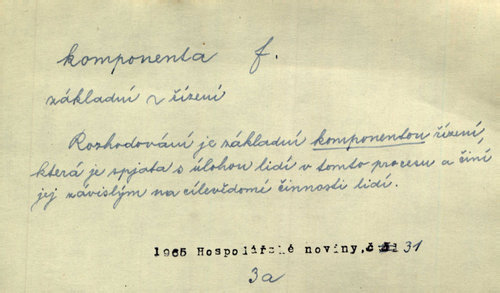 komponenta f.
základní ~ řízení
Rozhodování je základní komponentou řízení,
která je spjata s úlohou lidí v tomto procesu a činí
jej závislým na cílevědomé činnosti lidí.
1965 Hospolářské noviny, č. 31
3a